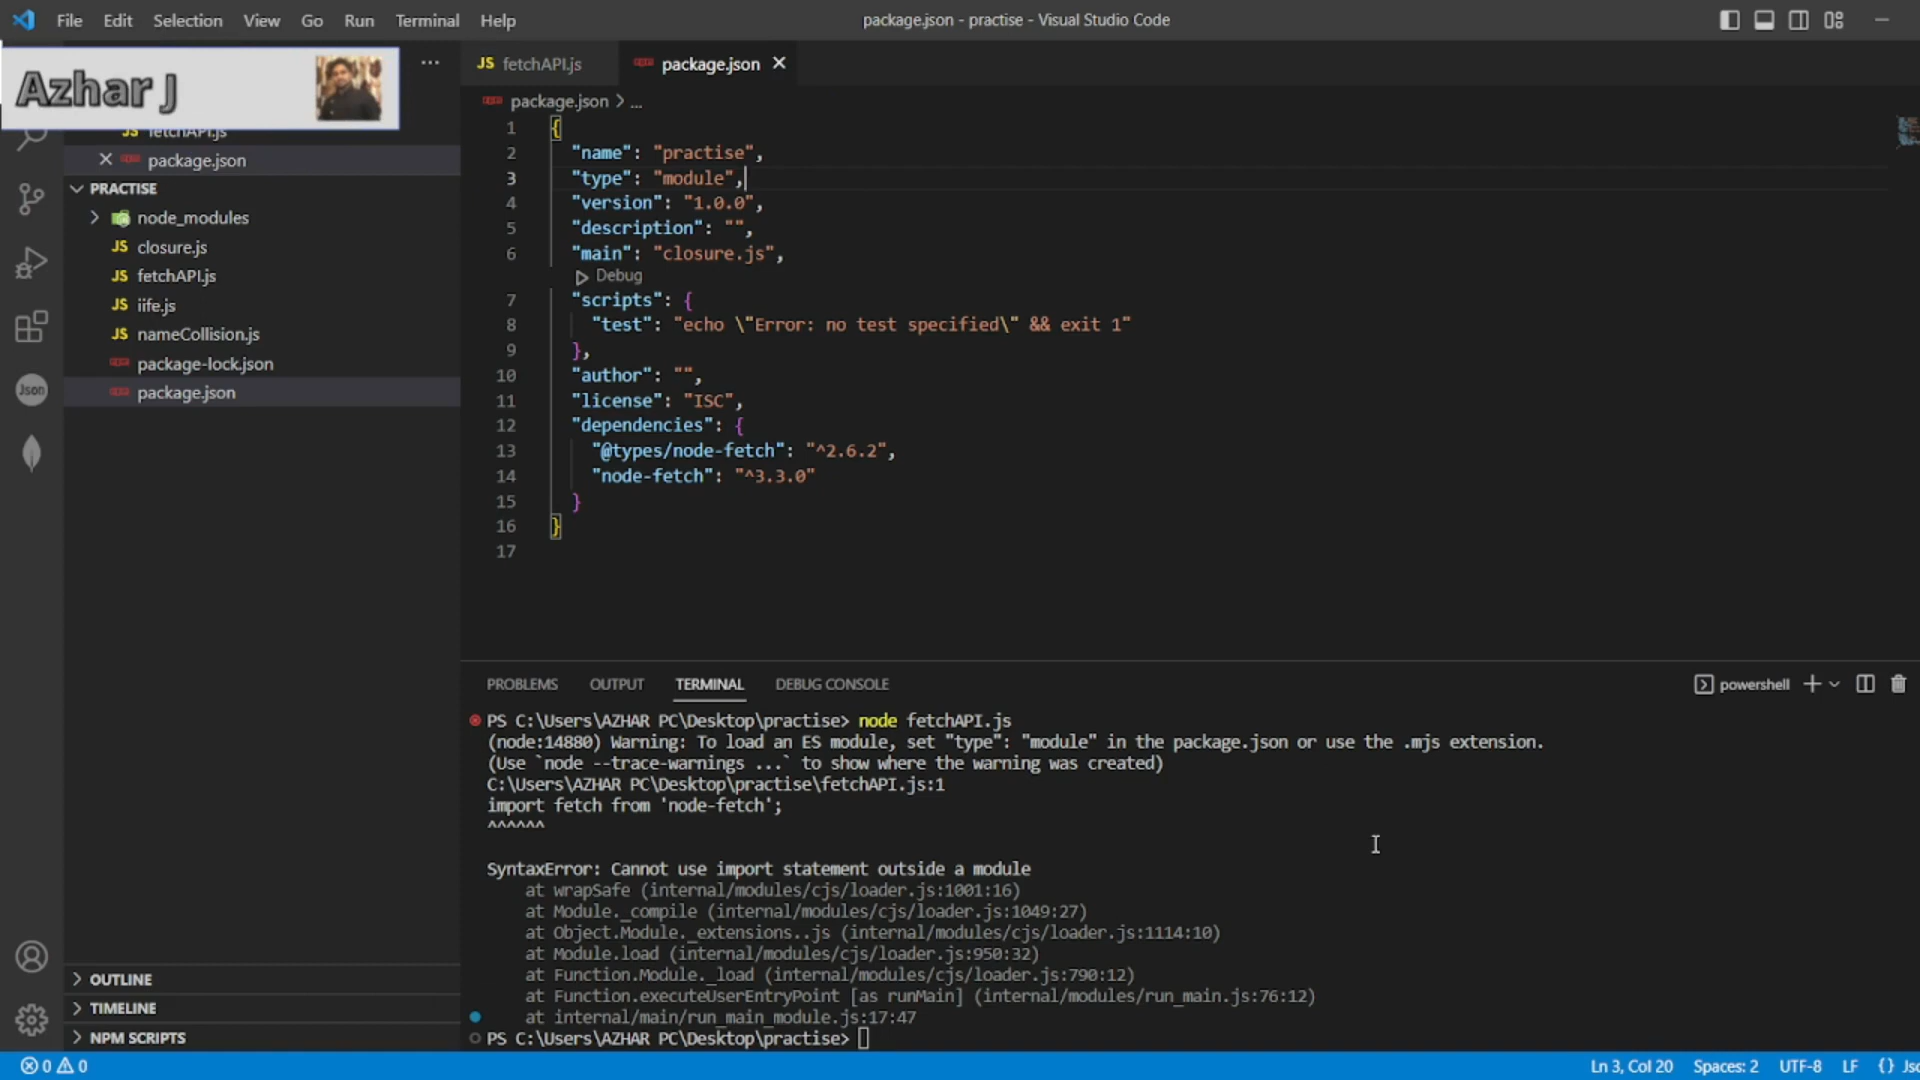 File Edit Selection View Go Run Terminal Help
package.json - practise - Visual Studio Code
Azhar J
JS fetchAPI.js
package.json
PRACTISE
node_modules
JS closure.js
JS fetchAPI.js
JS iife.js
JS nameCollision.js
package-lock.json
package.json
Json
OUTLINE
TIMELINE
NPM SCRIPTS
JS fetchAPI.js
package.json
package.json > ...
1 {
2 "name": "practise",
3 "type": "module",
4 "version": "1.0.0",
5 "description": "",
6 "main": "closure.js",
Debug
7 "scripts": {
8 "test": "echo \"Error: no test specified\" && exit 1"
9 },
10 "author": "",
11 "license": "ISC",
12 "dependencies": {
13 "@types/node-fetch": "^2.6.2",
14 "node-fetch": "^3.3.0"
15 }
16 }
17
PROBLEMS OUTPUT TERMINAL DEBUG CONSOLE
powershell
PS C:\Users\AZHAR PC\Desktop\practise> node fetchAPI.js
(node:14880) Warning: To load an ES module, set "type": "module" in the package.json or use the .mjs extension.
(Use `node --trace-warnings ...` to show where the warning was created)
C:\Users\AZHAR PC\Desktop\practise\fetchAPI.js:1
import fetch from 'node-fetch';
^^^^^^
SyntaxError: Cannot use import statement outside a module
at wrapSafe (internal/modules/cjs/loader.js:1001:16)
at Module._compile (internal/modules/cjs/loader.js:1049:27)
at Object.Module._extensions..js (internal/modules/cjs/loader.js:1114:10)
at Module.load (internal/modules/cjs/loader.js:950:32)
at Function.Module._load (internal/modules/cjs/loader.js:790:12)
at Function.executeUserEntryPoint [as runMain] (internal/modules/run_main.js:76:12)
at internal/main/run_main_module.js:17:47
PS C:\Users\AZHAR PC\Desktop\practise>
0 0
Ln 3, Col 20 Spaces: 2 UTF-8 LF {} Jsc